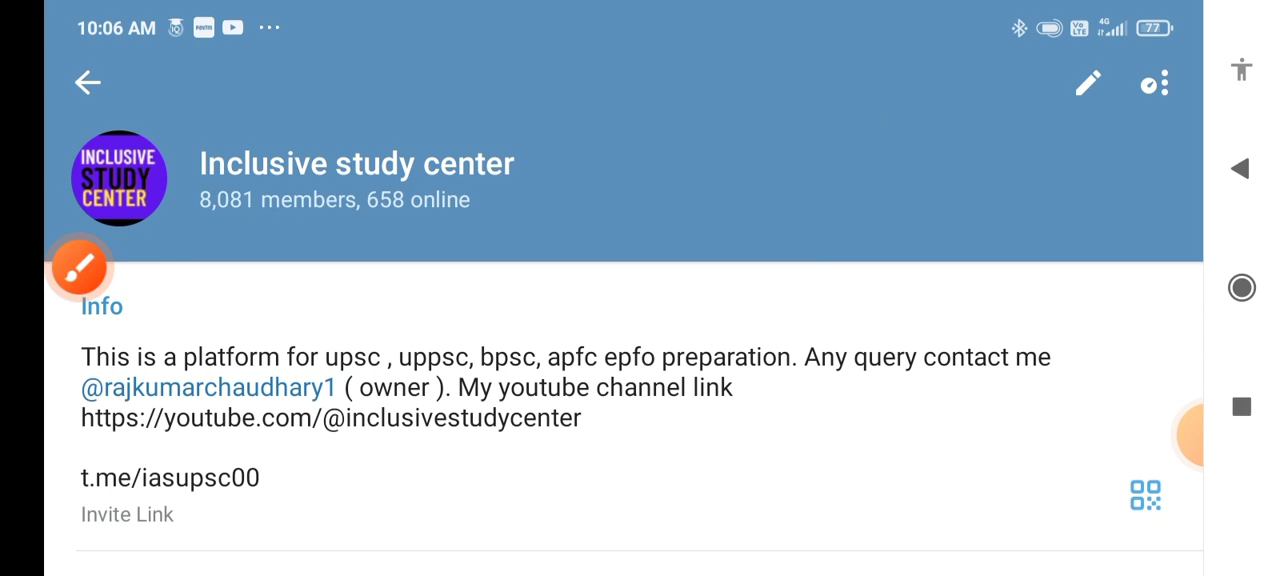 10:06 AM ... 4G 77
INCLUSIVE
STUDY
CENTER
Inclusive study center
8,081 members, 658 online
Info
This is a platform for upsc , uppsc, bpsc, apfc epfo preparation. Any query contact me
@rajkumarchaudhary1 ( owner ). My youtube channel link
https://youtube.com/@inclusivestudycenter
t.me/iasupsc00
Invite Link